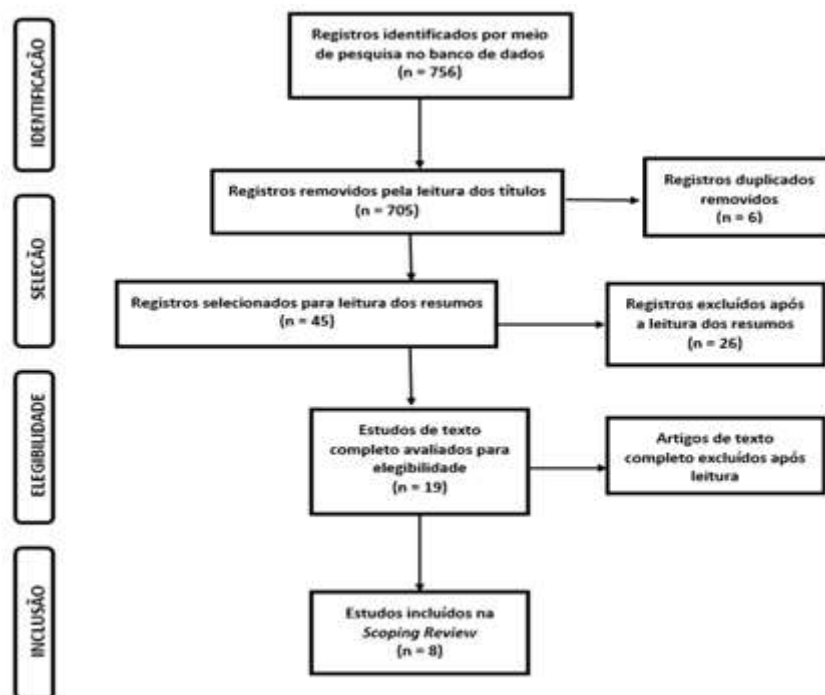 IDENTIFICAÇÃO
Registros identificados por meio
de pesquisa no banco de dados
(n = 756)
Registros removidos pela leitura dos títulos
(n = 705)
Registros duplicados
removidos
(n = 6)
SELECÃO
Registros selecionados para leitura dos resumos
(n = 45)
Registros excluídos após
a leitura dos resumos
(n = 26)
ELEGIBILIDADE
Estudos de texto
completo avaliados para
elegibilidade
(n = 19)
Artigos de texto
completo excluídos após
leitura
INCLUSÃO
Estudos incluídos na
Scoping Review
(n = 8)